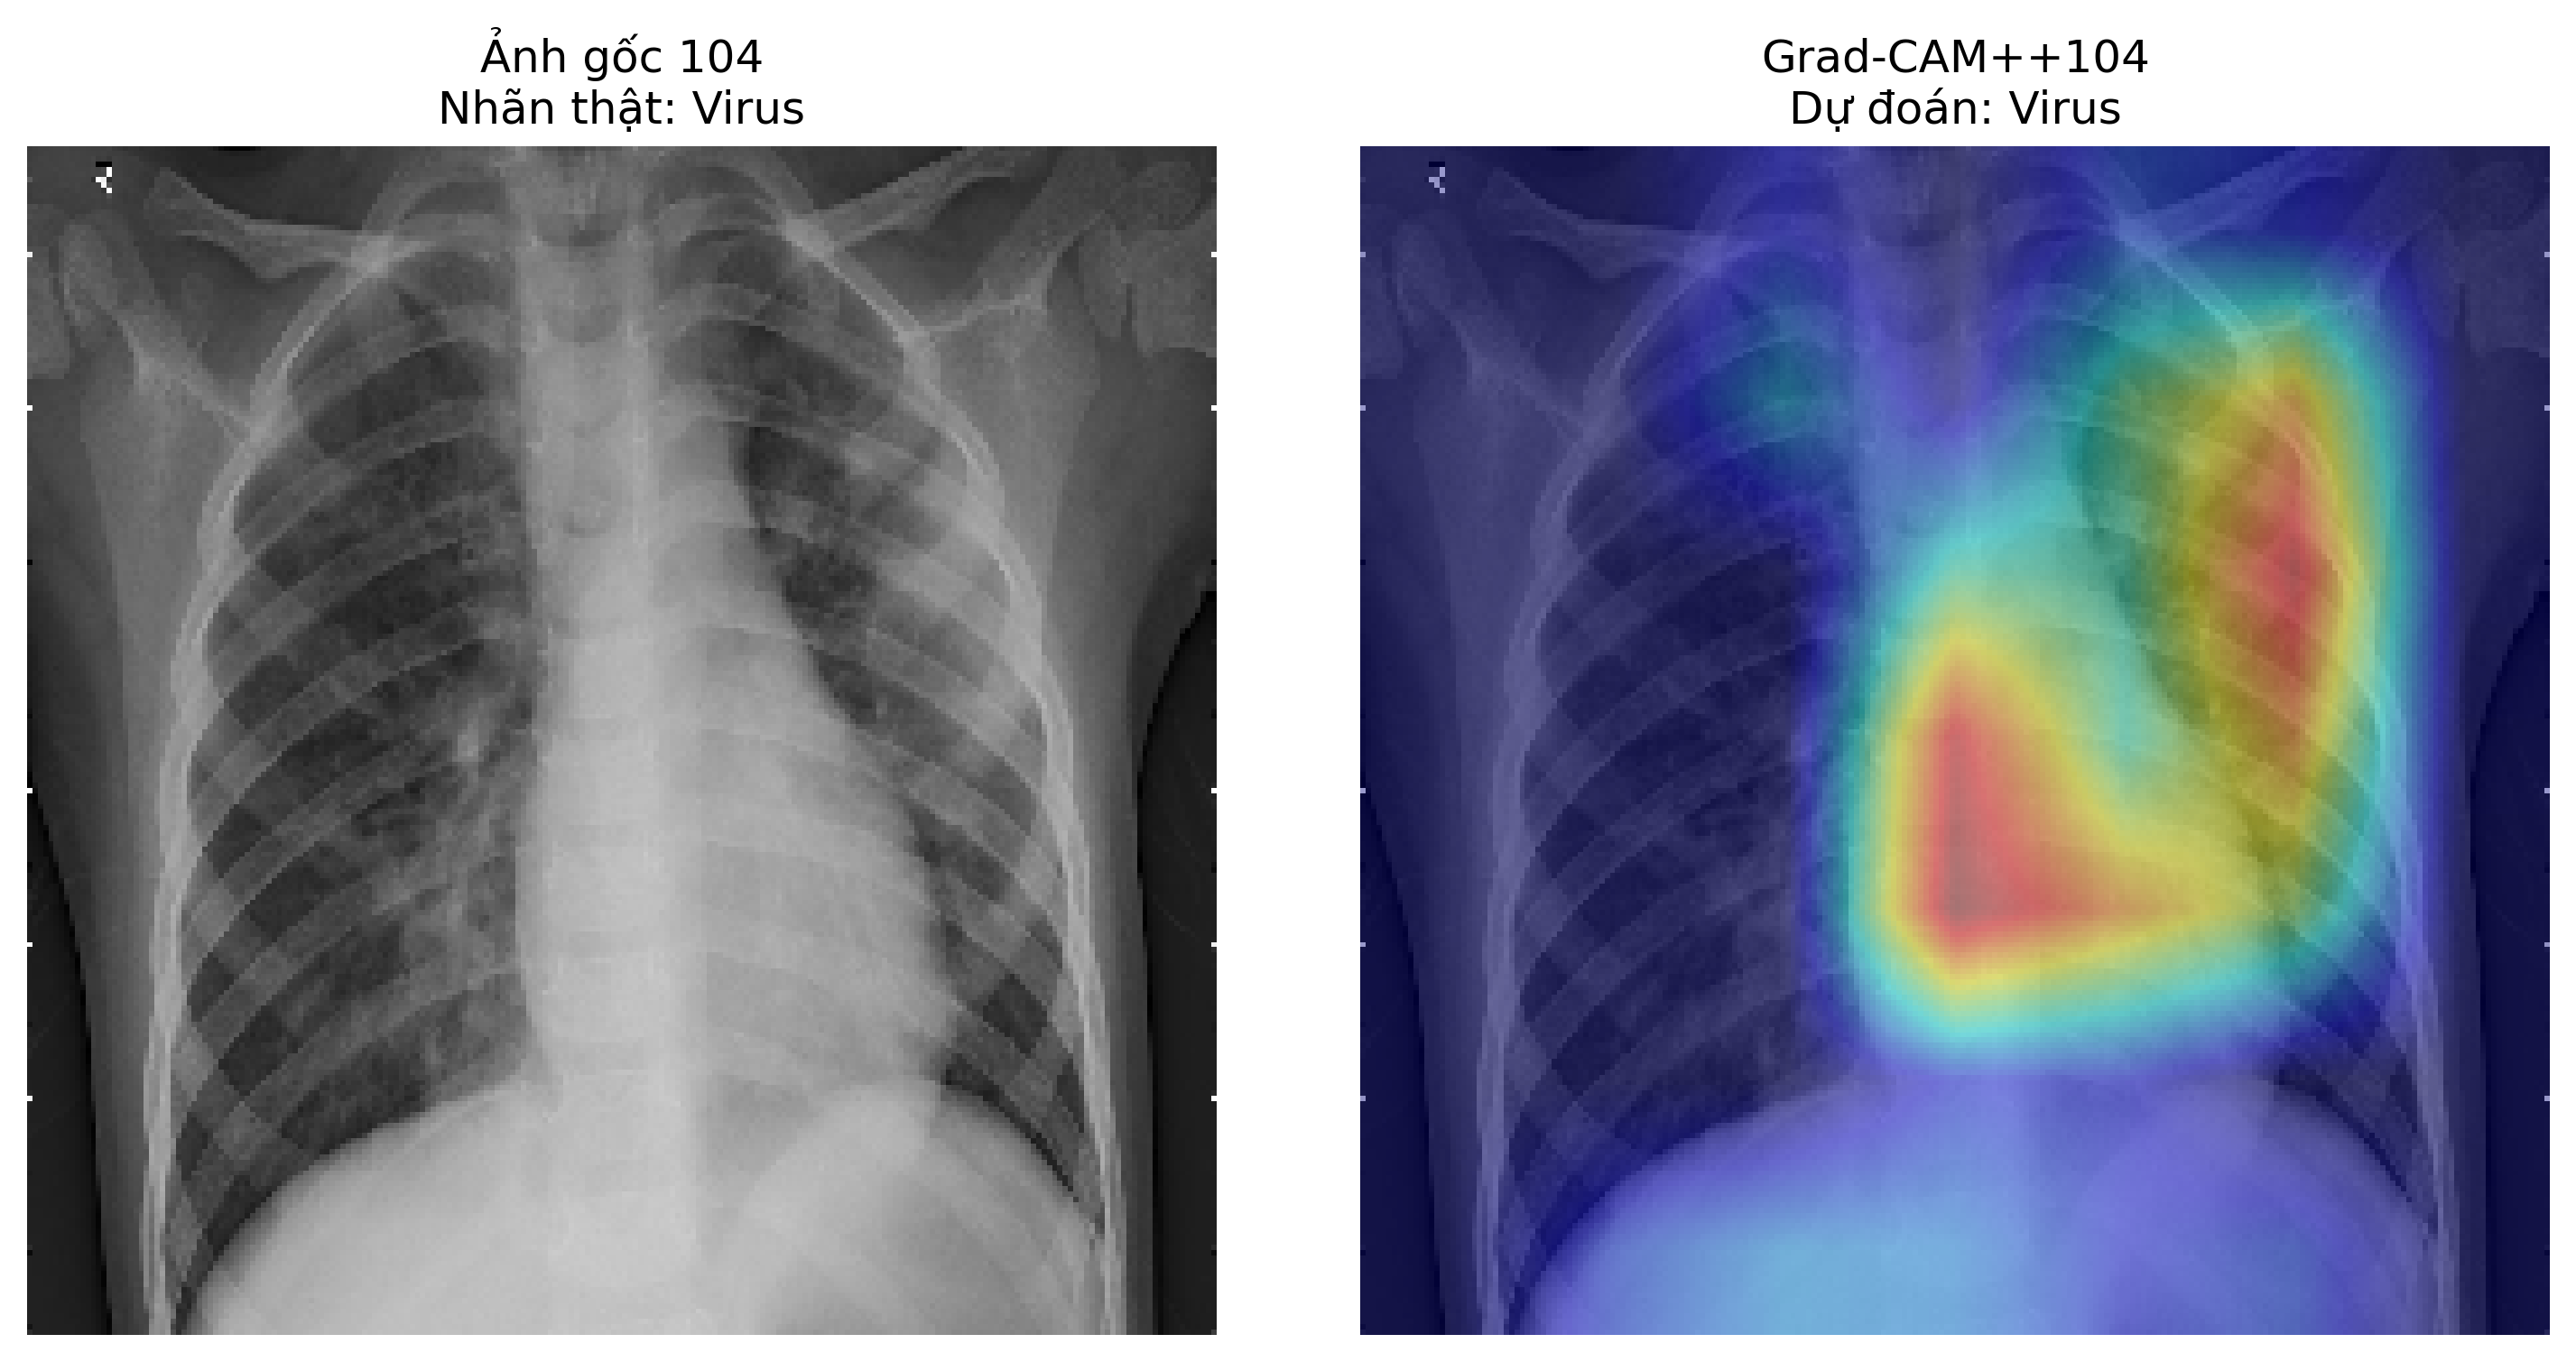 Ảnh gốc 104
Nhãn thật: Virus
Grad-CAM++104
Dự đoán: Virus